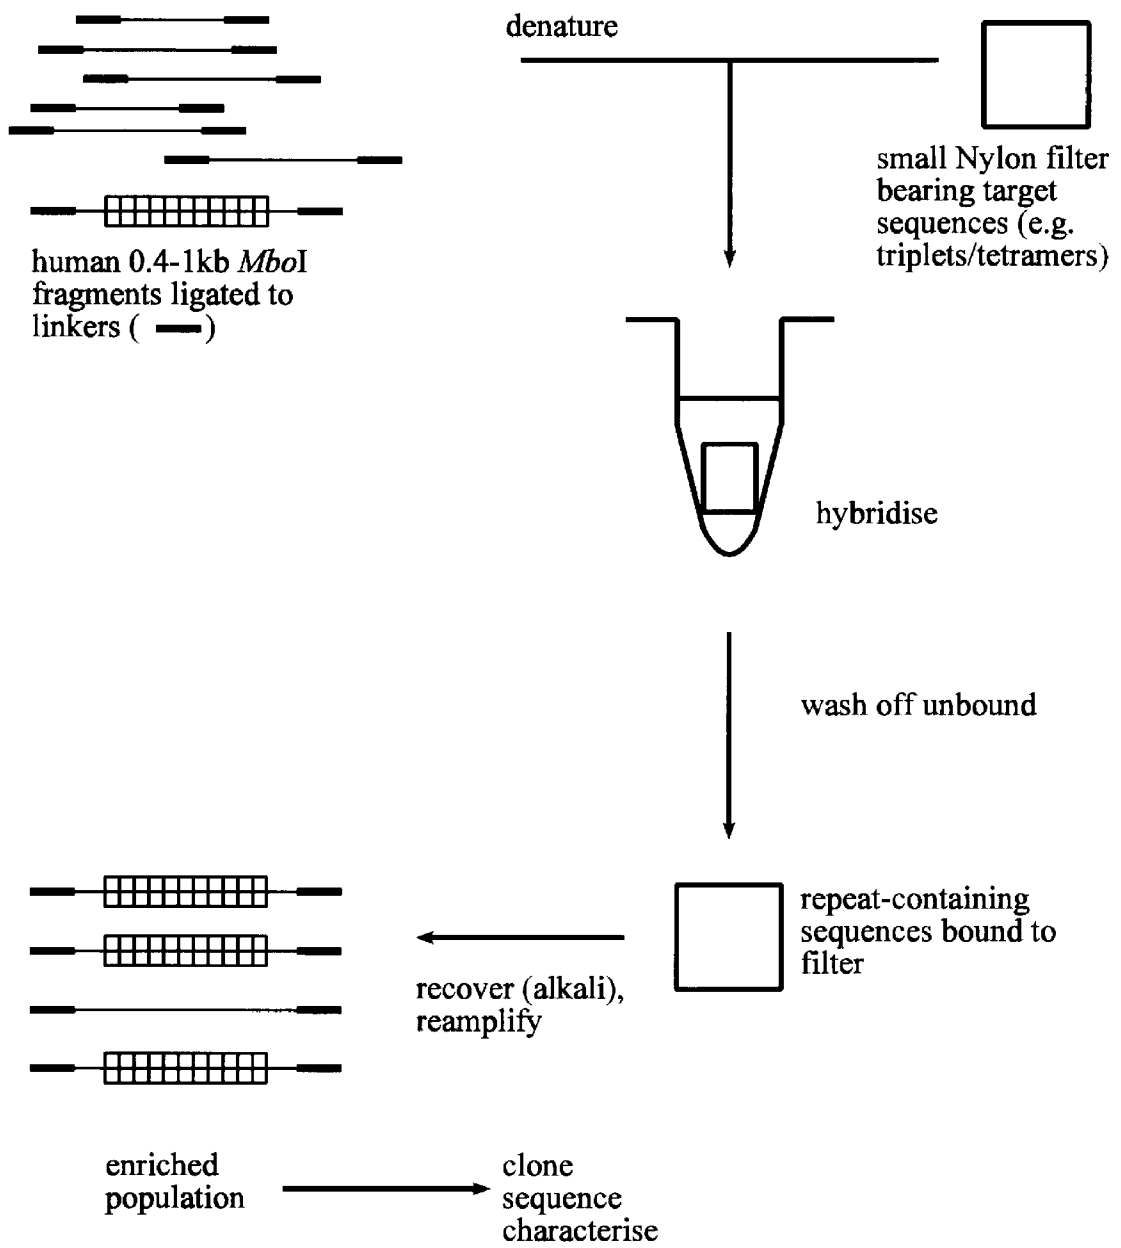 denature
small Nylon filter
bearing target
sequences (e.g.
triplets/tetramers)
human 0.4-1kb MboI
fragments ligated to
linkers ( )
hybridise
wash off unbound
repeat-containing
sequences bound to
filter
recover (alkali),
reamplify
enriched
population
clone
sequence
characterise